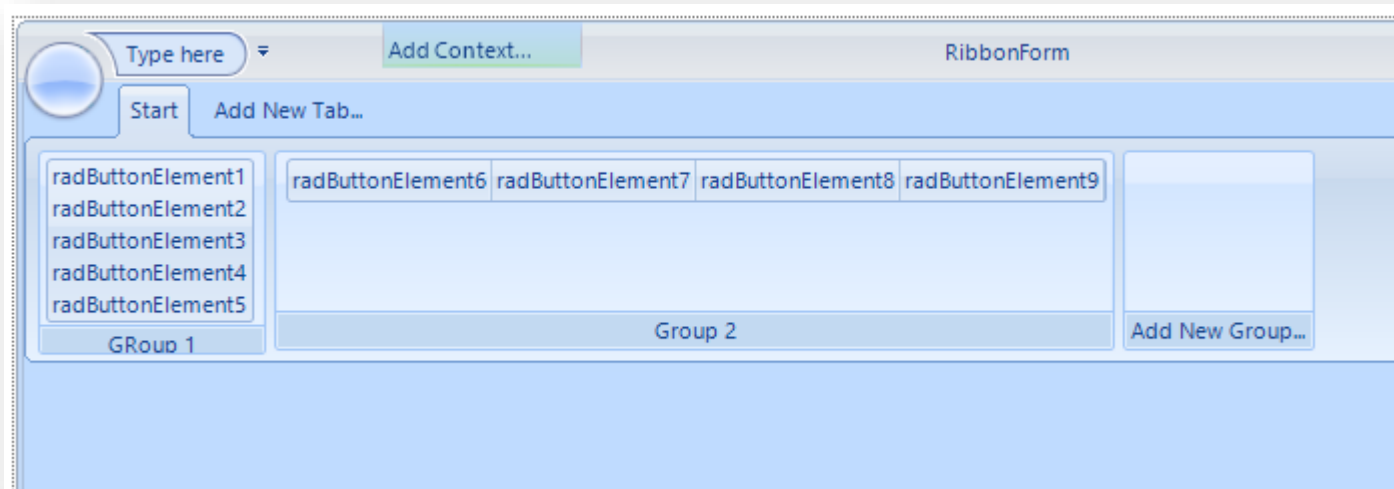 Type here
Add Context...
RibbonForm
Start
Add New Tab...
radButtonElement1
radButtonElement2
radButtonElement3
radButtonElement4
radButtonElement5
GRoup 1
radButtonElement6 radButtonElement7 radButtonElement8 radButtonElement9
Group 2
Add New Group...